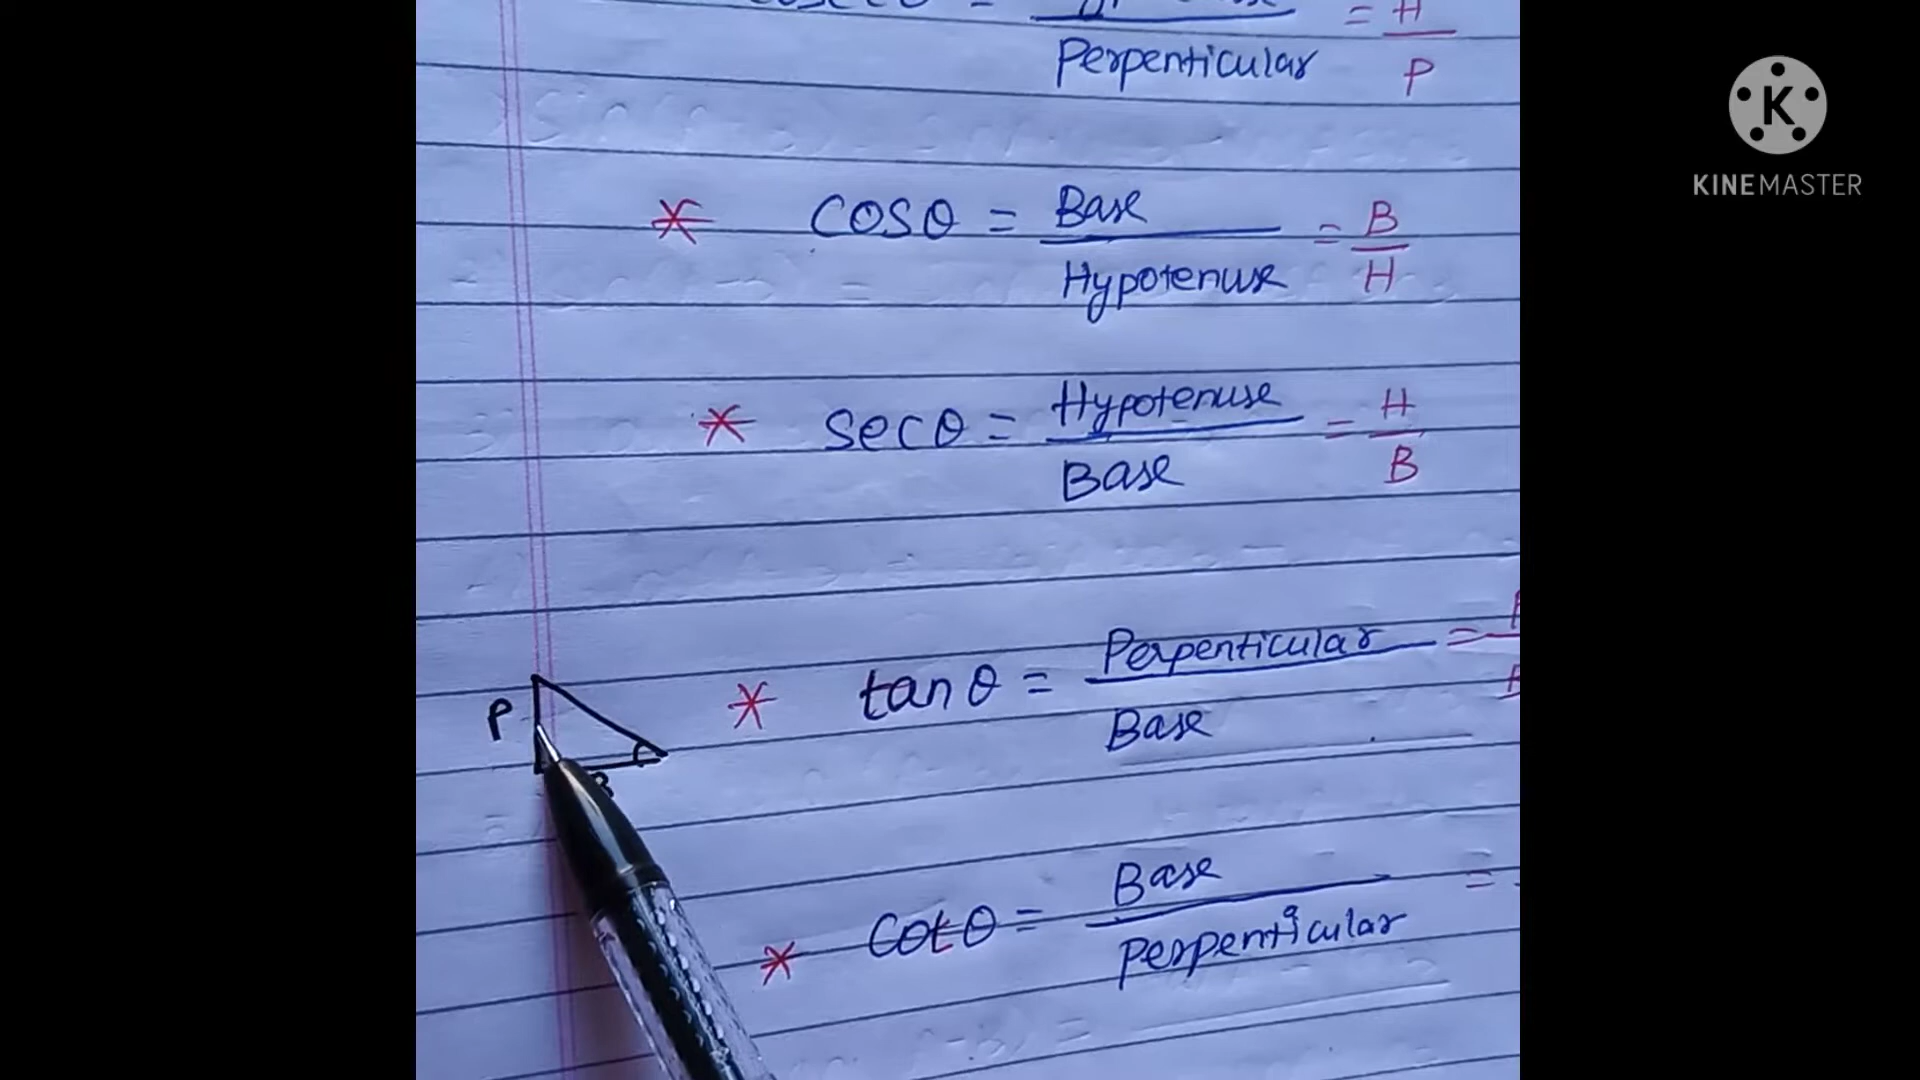 = H
Perpenticular P
* cosθ = Base = B
Hypotenuse H
* secθ = Hypotenuse = H
Base B
P * tanθ = Perpenticular =
B Base
* cotθ = Base =
Perpenticular
K
KINEMASTER